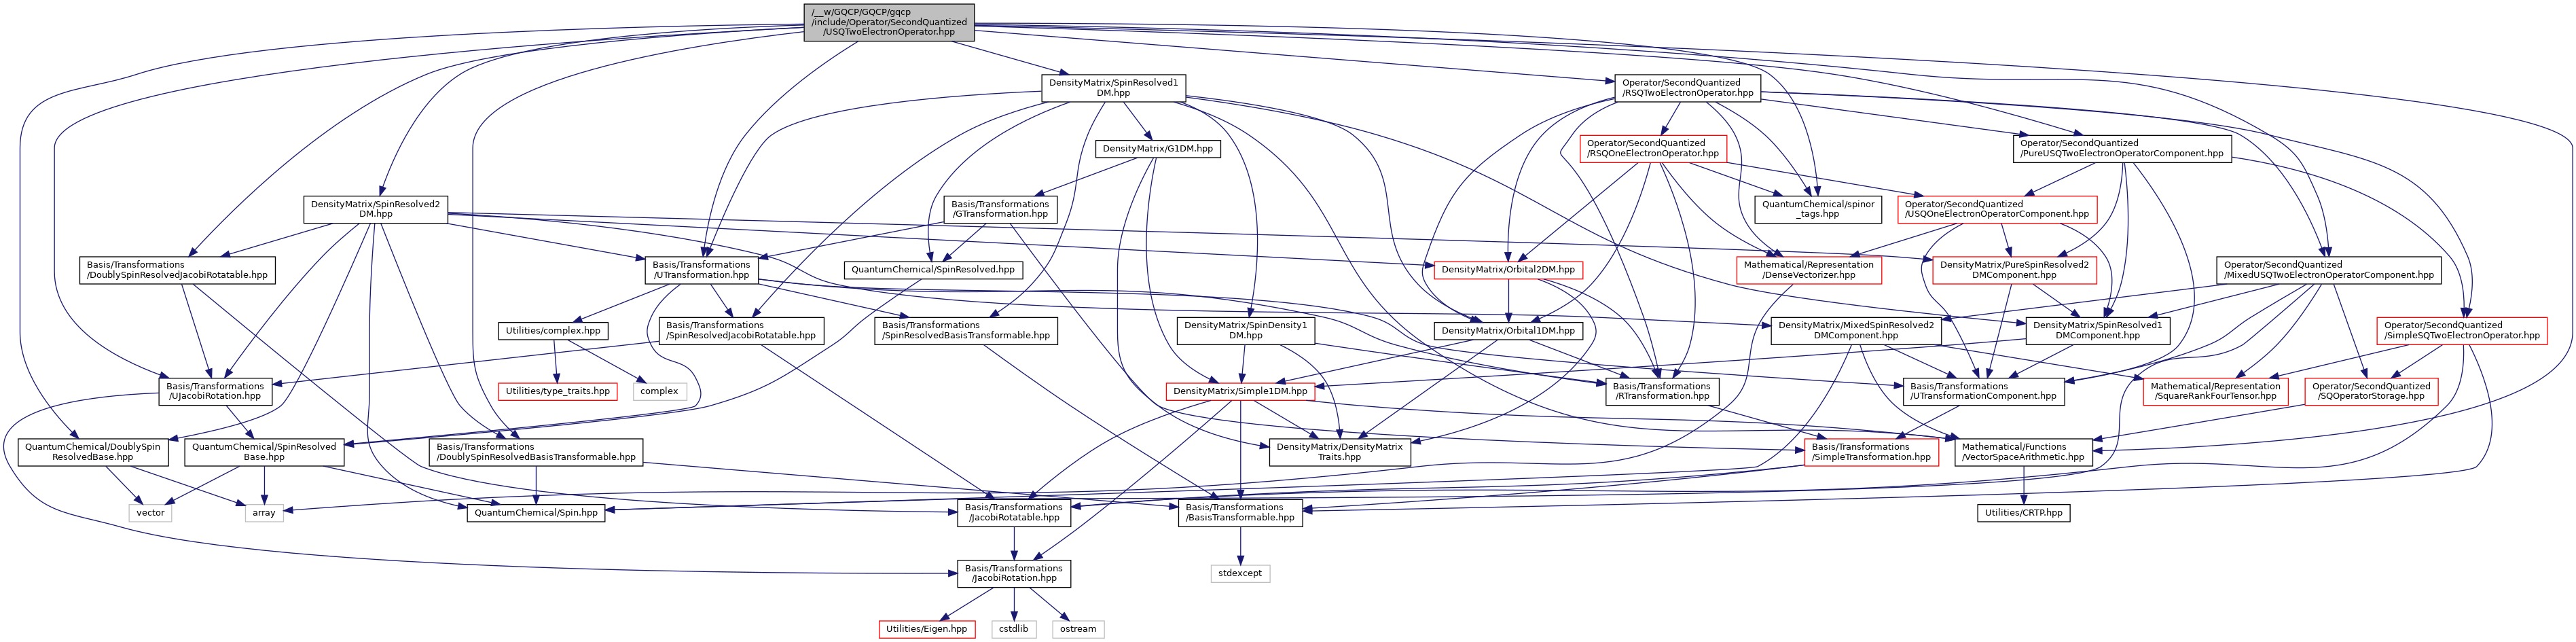 /__w/GQCP/GQCP/gqcp
/include/Operator/SecondQuantized
/USQTwoElectronOperator.hpp
DensityMatrix/SpinResolved1
DM.hpp
Operator/SecondQuantized
/RSQTwoElectronOperator.hpp
DensityMatrix/G1DM.hpp
Operator/SecondQuantized
/RSQOneElectronOperator.hpp
Operator/SecondQuantized
/PureUSQTwoElectronOperatorComponent.hpp
DensityMatrix/SpinResolved2
DM.hpp
Basis/Transformations
/GTransformation.hpp
QuantumChemical/spinor
_tags.hpp
Operator/SecondQuantized
/USQOneElectronOperatorComponent.hpp
Basis/Transformations
/DoublySpinResolvedJacobiRotatable.hpp
Basis/Transformations
/UTransformation.hpp
QuantumChemical/SpinResolved.hpp
DensityMatrix/Orbital2DM.hpp
Mathematical/Representation
/DenseVectorizer.hpp
DensityMatrix/PureSpinResolved2
DMComponent.hpp
Operator/SecondQuantized
/MixedUSQTwoElectronOperatorComponent.hpp
Utilities/complex.hpp
Basis/Transformations
/SpinResolvedJacobiRotatable.hpp
Basis/Transformations
/SpinResolvedBasisTransformable.hpp
DensityMatrix/SpinDensity1
DM.hpp
DensityMatrix/Orbital1DM.hpp
DensityMatrix/MixedSpinResolved2
DMComponent.hpp
DensityMatrix/SpinResolved1
DMComponent.hpp
Operator/SecondQuantized
/SimpleSQTwoElectronOperator.hpp
Basis/Transformations
/UJacobiRotation.hpp
Utilities/type_traits.hpp
complex
DensityMatrix/Simple1DM.hpp
Basis/Transformations
/RTransformation.hpp
Basis/Transformations
/UTransformationComponent.hpp
Mathematical/Representation
/SquareRankFourTensor.hpp
Operator/SecondQuantized
/SQOperatorStorage.hpp
QuantumChemical/DoublySpin
ResolvedBase.hpp
QuantumChemical/SpinResolved
Base.hpp
Basis/Transformations
/DoublySpinResolvedBasisTransformable.hpp
DensityMatrix/DensityMatrix
Traits.hpp
Basis/Transformations
/SimpleTransformation.hpp
Mathematical/Functions
/VectorSpaceArithmetic.hpp
vector
array
QuantumChemical/Spin.hpp
Basis/Transformations
/JacobiRotatable.hpp
Basis/Transformations
/BasisTransformable.hpp
Utilities/CRTP.hpp
Basis/Transformations
/JacobiRotation.hpp
stdexcept
Utilities/Eigen.hpp
cstdlib
ostream